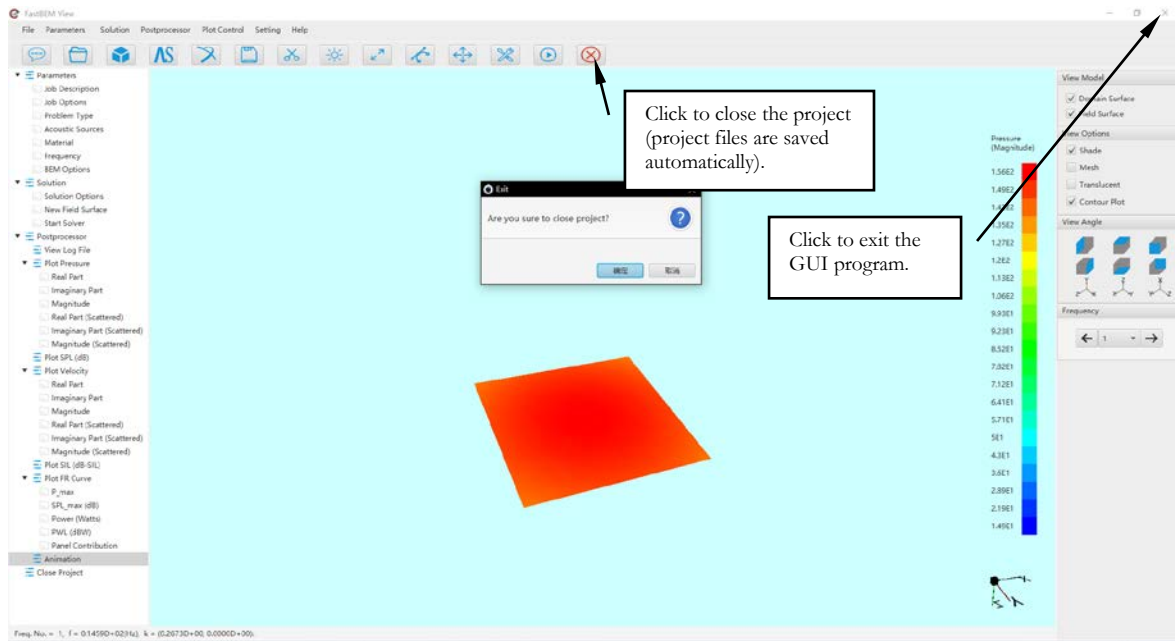 FastBEM View
File Parameters Solution Postprocessor Plot Control Setting Help
Parameters
Job Description
Job Options
Problem Type
Acoustic Sources
Material
Frequency
BEM Options
Solution
Solution Options
New Field Surface
Start Solver
Postprocessor
View Log File
Plot Pressure
Real Part
Imaginary Part
Magnitude
Real Part (Scattered)
Imaginary Part (Scattered)
Magnitude (Scattered)
Plot SPL (dB)
Plot Velocity
Real Part
Imaginary Part
Magnitude
Real Part (Scattered)
Imaginary Part (Scattered)
Magnitude (Scattered)
Plot SIL (dB-SIL)
Plot FR Curve
P_max
SPL_max (dB)
Power (Watts)
PWL (dBW)
Panel Contribution
Animation
Close Project
Click to close the project
(project files are saved
automatically).
Exit
Are you sure to close project?
确定 取消
Click to exit the
GUI program.
Pressure
(Magnitude)
1.56E2
1.49E2
1.35E2
1.27E2
1.2E2
1.13E2
1.06E2
9.93E1
9.23E1
8.52E1
7.82E1
7.12E1
6.41E1
5.71E1
5E1
4.3E1
3.6E1
2.89E1
2.19E1
1.49E1
View Model
Domain Surface
Field Surface
View Options
Shade
Mesh
Translucent
Contour Plot
View Angle
Frequency
1
Freq. No. = 1, f = 0.1459D+02(Hz), k = (0.2673D+00, 0.0000D+00).